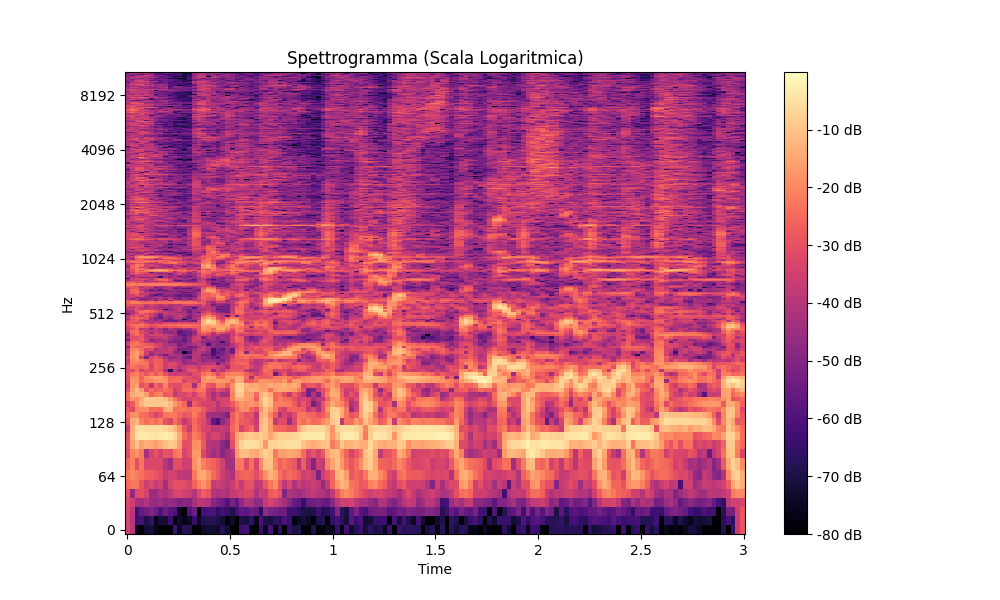 Spettrogramma (Scala Logaritmica)
8192
4096
2048
1024
512
256
128
64
0
Hz
0
0.5
1
1.5
2
2.5
3
Time
-10 dB
-20 dB
-30 dB
-40 dB
-50 dB
-60 dB
-70 dB
-80 dB